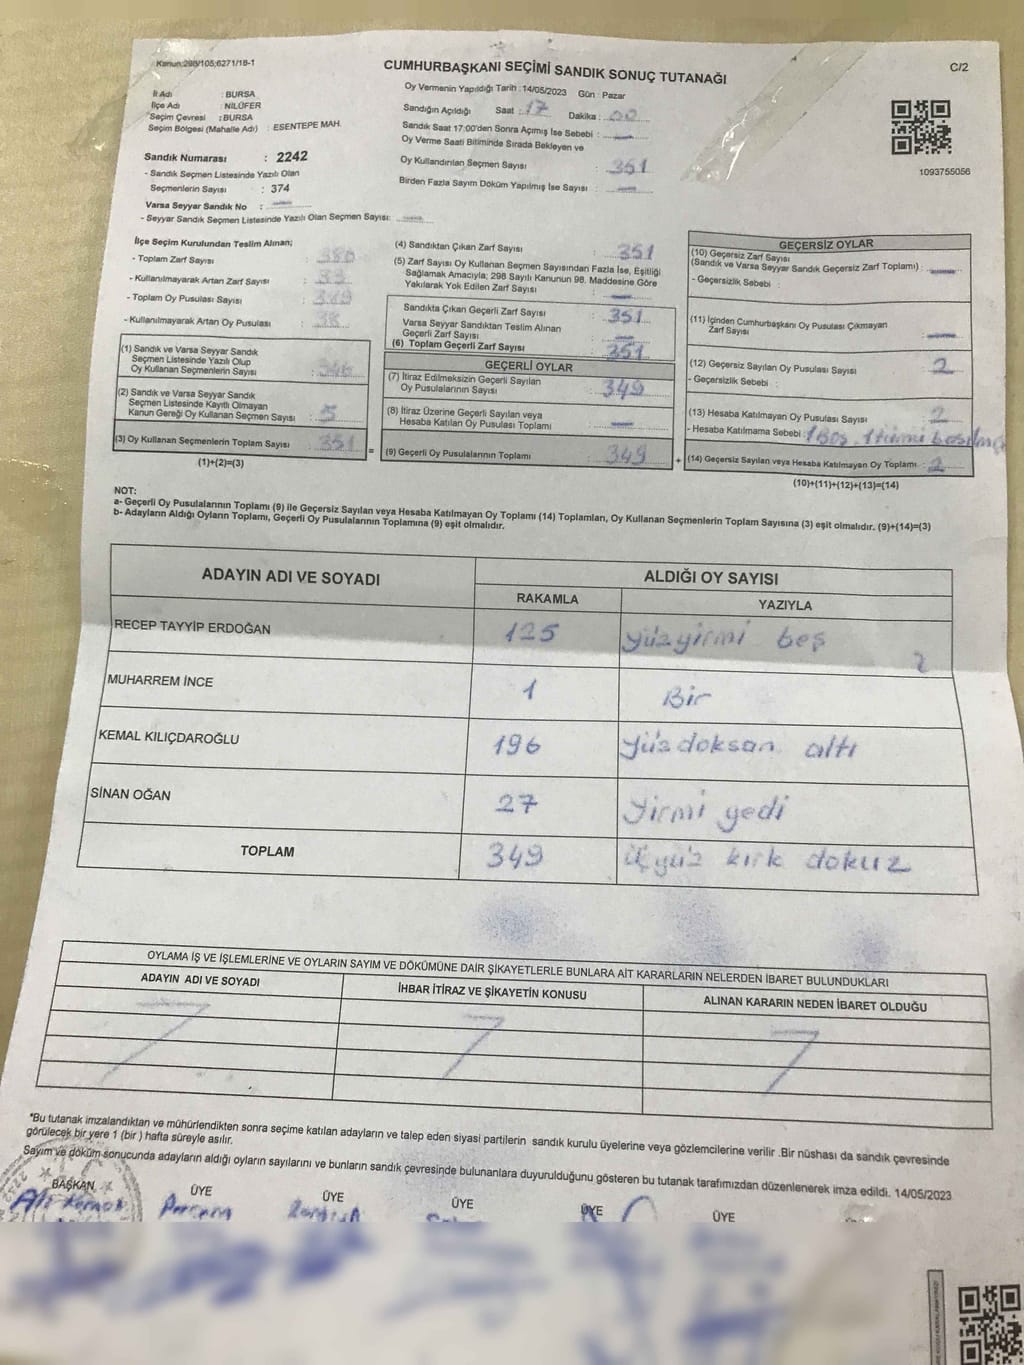 Kanun:298/105;6271/18-1
CUMHURBAŞKANI SEÇİMİ SANDIK SONUÇ TUTANAĞI
C/2
İl Adı : BURSA
İlçe Adı : NİLÜFER
Seçim Çevresi : BURSA
Seçim Bölgesi (Mahalle Adı) : ESENTEPE MAH.
Oy Vermenin Yapıldığı Tarih : 14/05/2023 Gün : Pazar
Sandığın Açıldığı Saat : 17 Dakika : 00
Sandık Saat 17:00'den Sonra Açımış İse Sebebi : —
Oy Verme Saati Bitiminde Sırada Bekleyen ve
Oy Kullandırılan Seçmen Sayısı : 351
Birden Fazla Sayım Döküm Yapılmış İse Sayısı : —
1093755056
Sandık Numarası : 2242
- Sandık Seçmen Listesinde Yazılı Olan
Seçmenlerin Sayısı : 374
Varsa Seyyar Sandık No : —
- Seyyar Sandık Seçmen Listesinde Yazılı Olan Seçmen Sayısı: —
İlçe Seçim Kurulundan Teslim Alınan;
- Toplam Zarf Sayısı : 380
- Kullanılmayarak Artan Zarf Sayısı : 33
- Toplam Oy Pusulası Sayısı : 389
- Kullanılmayarak Artan Oy Pusulası : 38
(1) Sandık ve Varsa Seyyar Sandık
Seçmen Listesinde Yazılı Olup
Oy Kullanan Seçmenlerin Sayısı : 346
(2) Sandık ve Varsa Seyyar Sandık
Seçmen Listesinde Kayıtlı Olmayan
Kanun Gereği Oy Kullanan Seçmen Sayısı : 5
(3) Oy Kullanan Seçmenlerin Toplam Sayısı : 351
(1)+(2)=(3)
(4) Sandıktan Çıkan Zarf Sayısı : 351
(5) Zarf Sayısı Oy Kullanan Seçmen Sayısından Fazla İse, Eşitliği
Sağlamak Amacıyla; 298 Sayılı Kanunun 98. Maddesine Göre
Yakılarak Yok Edilen Zarf Sayısı : —
Sandıkta Çıkan Geçerli Zarf Sayısı : 351
Varsa Seyyar Sandıktan Teslim Alınan
Geçerli Zarf Sayısı : —
(6) Toplam Geçerli Zarf Sayısı 351
GEÇERLİ OYLAR
(7) İtiraz Edilmeksizin Geçerli Sayılan
Oy Pusulalarının Sayısı : 349
(8) İtiraz Üzerine Geçerli Sayılan veya
Hesaba Katılan Oy Pusulası Toplamı : —
= (9) Geçerli Oy Pusulalarının Toplamı : 349
GEÇERSİZ OYLAR
(10) Geçersiz Zarf Sayısı
(Sandık ve Varsa Seyyar Sandık Geçersiz Zarf Toplamı) : —
- Geçersizlik Sebebi :
(11) İçinden Cumhurbaşkanı Oy Pusulası Çıkmayan
Zarf Sayısı : —
(12) Geçersiz Sayılan Oy Pusulası Sayısı : 2
- Geçersizlik Sebebi :
(13) Hesaba Katılmayan Oy Pusulası Sayısı : 2
- Hesaba Katılmama Sebebi : 1 Boş,
+ (14) Geçersiz Sayılan veya Hesaba Katılmayan Oy Toplamı : 2
(10)+(11)+(12)+(13)=(14)
NOT:
a- Geçerli Oy Pusulalarının Toplamı (9) ile Geçersiz Sayılan veya Hesaba Katılmayan Oy Toplamı (14) Toplamları, Oy Kullanan Seçmenlerin Toplam Sayısına (3) eşit olmalıdır. (9)+(14)=(3)
b- Adayların Aldığı Oyların Toplamı, Geçerli Oy Pusulalarının Toplamına (9) eşit olmalıdır.
ADAYIN ADI VE SOYADI ALDIĞI OY SAYISI
RAKAMLA YAZIYLA
RECEP TAYYİP ERDOĞAN 125 yüzyirmi beş
2
MUHARREM İNCE 1 Bir
KEMAL KILIÇDAROĞLU 196 yüzdoksan altı
SİNAN OĞAN 27 Yirmi yedi
TOPLAM 349 üçyüz kırk dokuz
OYLAMA İŞ VE İŞLEMLERİNE VE OYLARIN SAYIM VE DÖKÜMÜNE DAİR ŞİKAYETLERLE BUNLARA AİT KARARLARIN NELERDEN İBARET BULUNDUKLARI
ADAYIN ADI VE SOYADI İHBAR İTİRAZ VE ŞİKAYETİN KONUSU ALINAN KARARIN NEDEN İBARET OLDUĞU
*Bu tutanak imzalandıktan ve mühürlendikten sonra seçime katılan adayların ve talep eden siyasi partilerin sandık kurulu üyelerine veya gözlemcilerine verilir .Bir nüshası da sandık çevresinde
görülecek bir yere 1 (bir ) hafta süreyle asılır.
Sayım ve döküm sonucunda adayların aldığı oyların sayılarını ve bunların sandık çevresinde bulunanlara duyurulduğunu gösteren bu tutanak tarafımızdan düzenlenerek imza edildi. 14/05/2023
BAŞKAN ÜYE ÜYE ÜYE ÜYE ÜYE